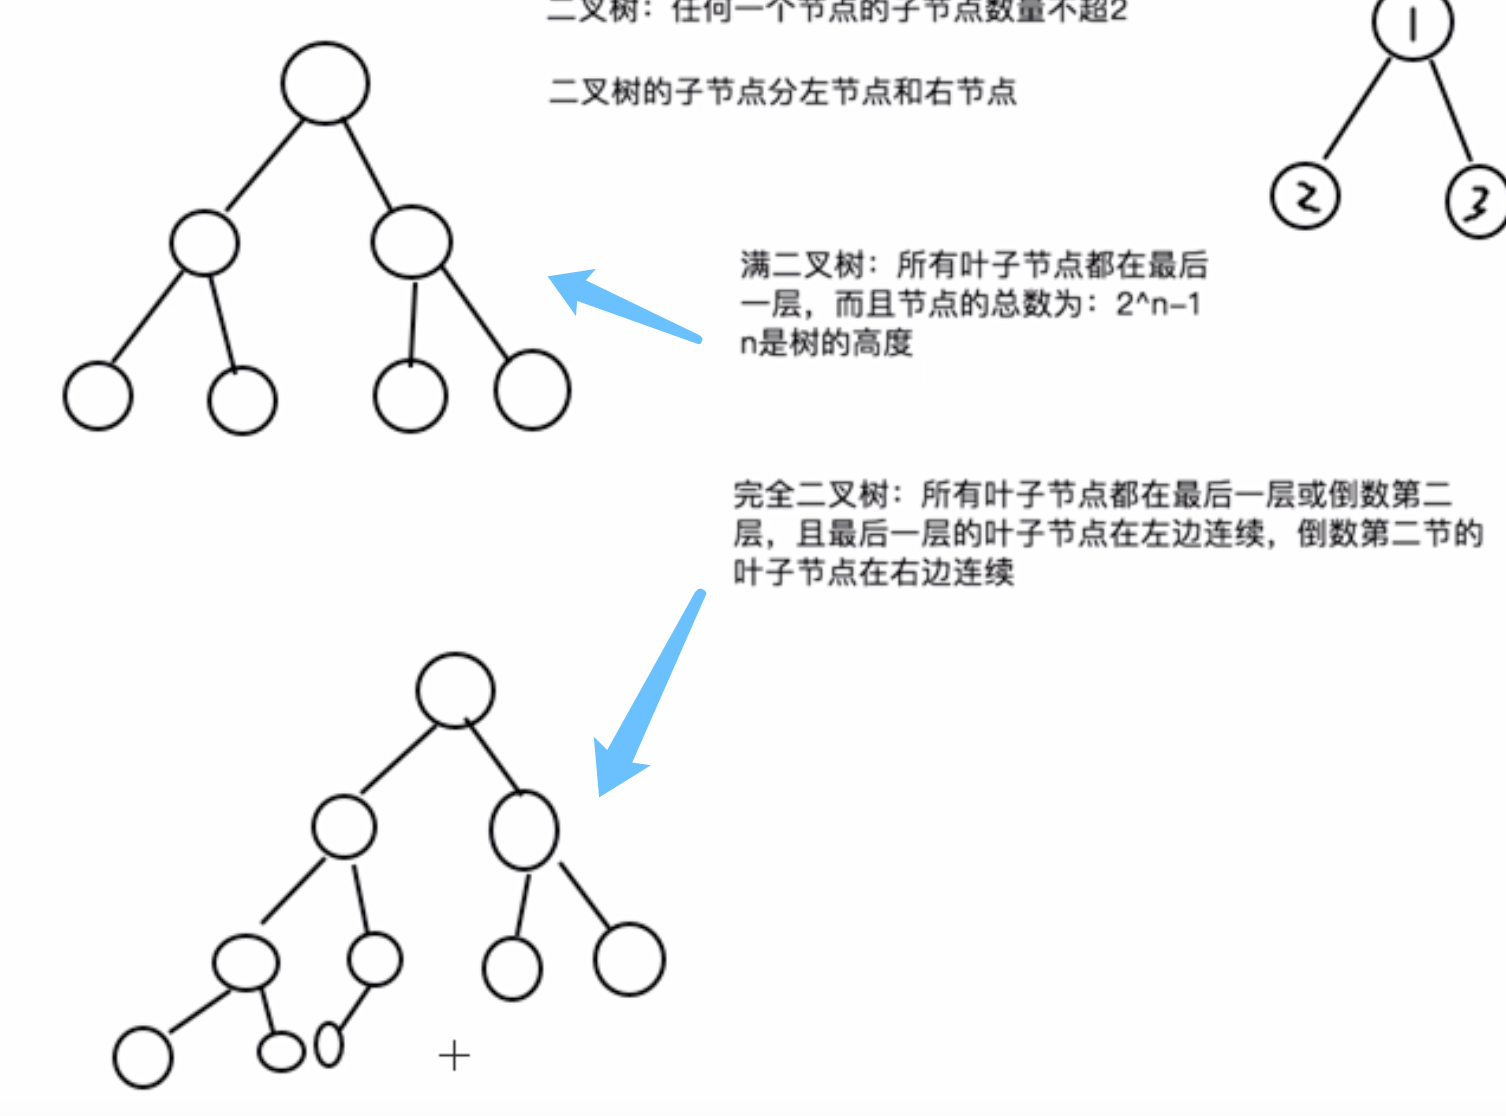 二叉树：任何一个节点的子节点数量不超2
二叉树的子节点分左节点和右节点
1
2
3
满二叉树：所有叶子节点都在最后
一层，而且节点的总数为：2^n-1
n是树的高度
完全二叉树：所有叶子节点都在最后一层或倒数第二
层，且最后一层的叶子节点在左边连续，倒数第二节的
叶子节点在右边连续